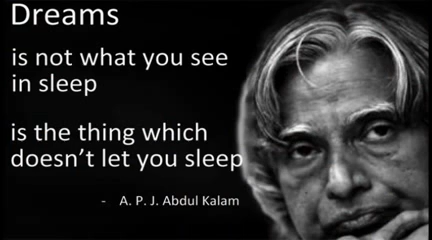 Dreams
is not what you see
in sleep
is the thing which
doesn't let you sleep
- A. P. J. Abdul Kalam